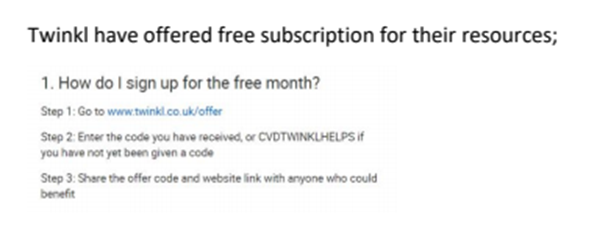 Twinkl have offered free subscription for their resources;
1. How do I sign up for the free month?
Step 1: Go to www.twinkl.co.uk/offer
Step 2: Enter the code you have received, or CVDTWINKLHELPS if
you have not yet been given a code
Step 3: Share the offer code and website link with anyone who could
benefit